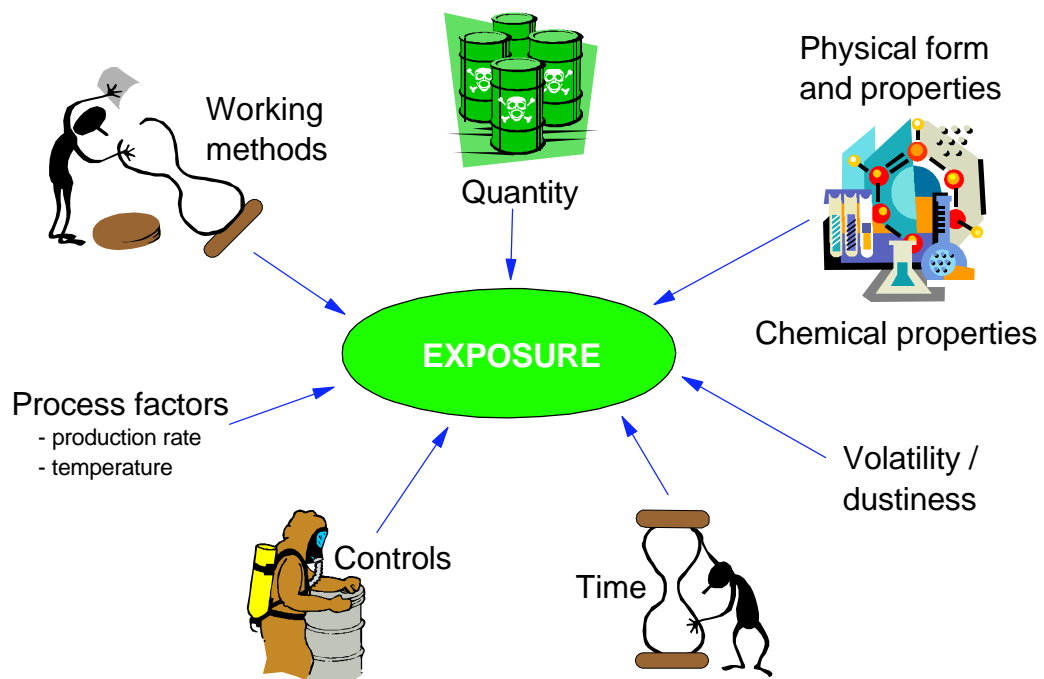 Working
methods
Quantity
Physical form
and properties
Chemical properties
EXPOSURE
Process factors
- production rate
- temperature
Volatility /
dustiness
Controls
Time